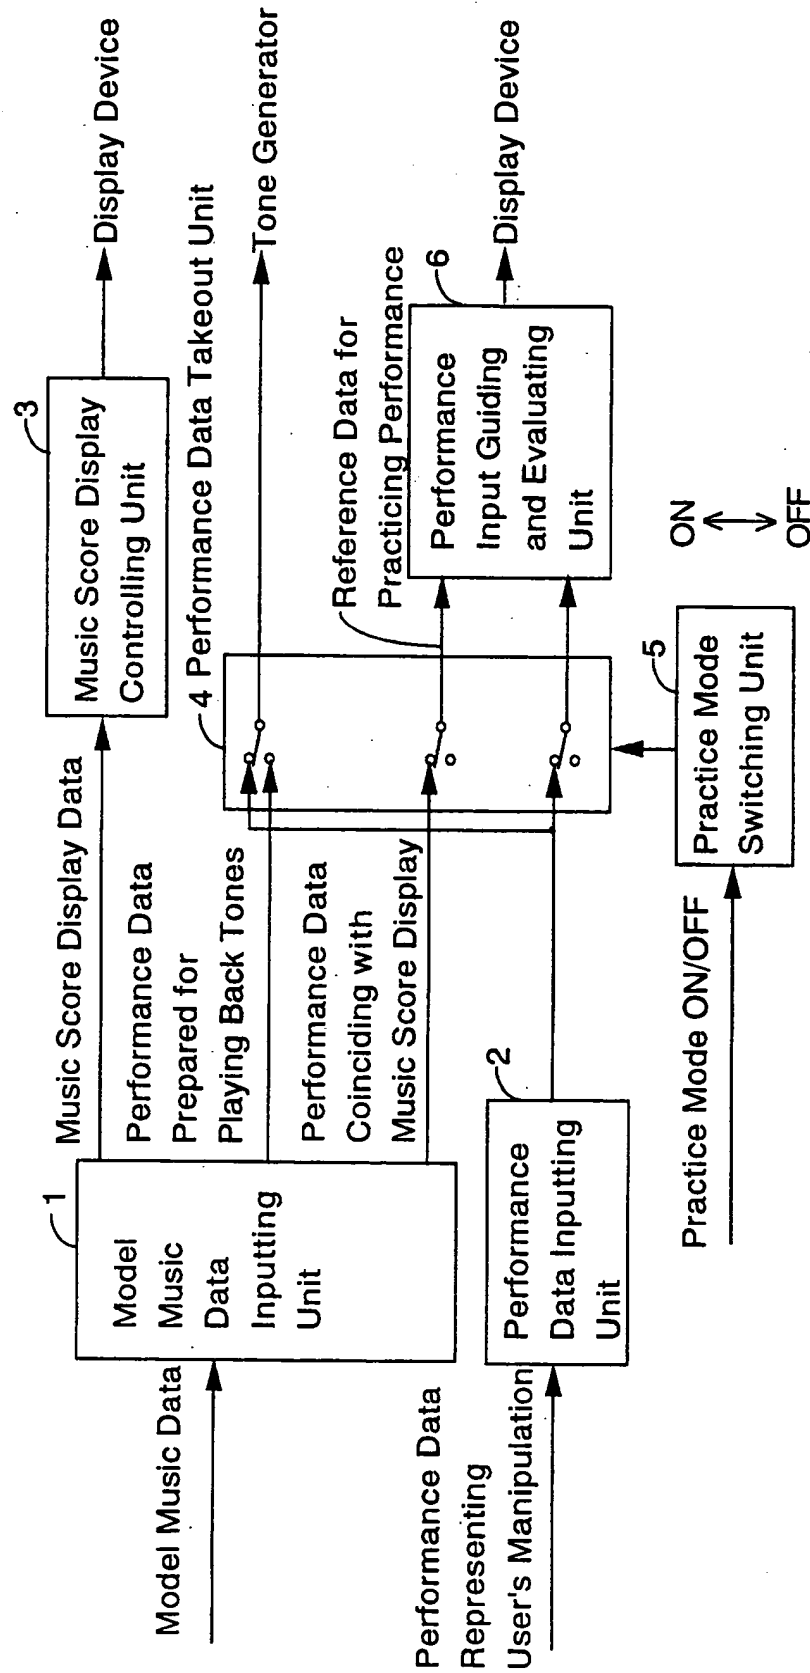 Model Music Data
1
Model
Music
Data
Inputting
Unit
Music Score Display Data
3
Music Score Display
Controlling Unit
Display Device
Performance Data
Prepared for
Playing Back Tones
4 Performance Data Takeout Unit
Tone Generator
Performance Data
Coinciding with
Music Score Display
Reference Data for
Practicing Performance
6
Performance
Input Guiding
and Evaluating
Unit
Display Device
Performance Data
Representing
User's Manipulation
2
Performance
Data Inputting
Unit
Practice Mode ON/OFF
5
Practice Mode
Switching Unit
ON
OFF